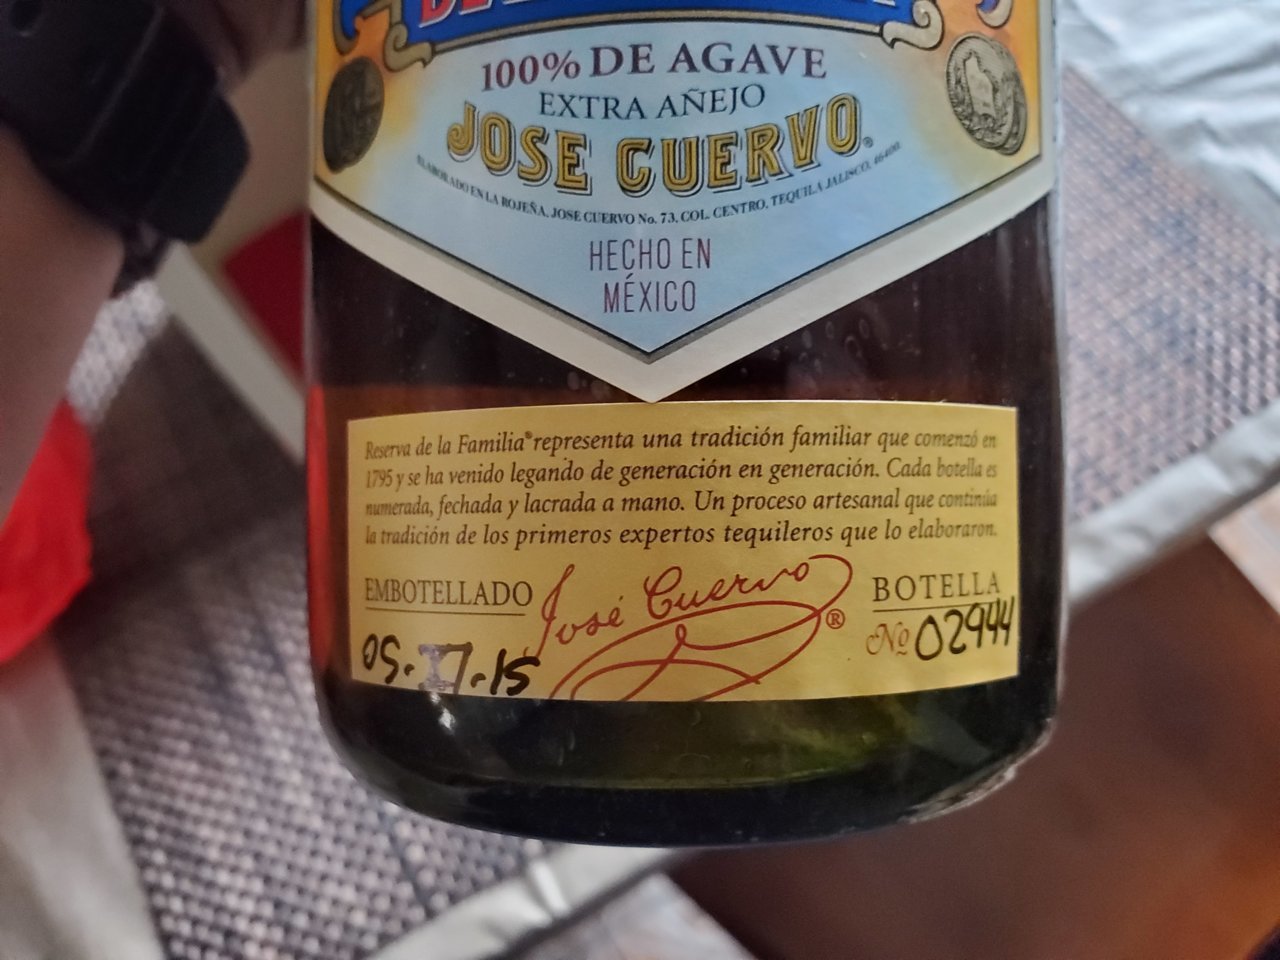 100% DE AGAVE
EXTRA AÑEJO
JOSE CUERVO®
ELABORADO EN LA ROJEÑA, JOSE CUERVO No. 73, COL. CENTRO, TEQUILA JALISCO, 46400.
HECHO EN
MÉXICO
Reserva de la Familia® representa una tradición familiar que comenzó en
1795 y se ha venido legando de generación en generación. Cada botella es
numerada, fechada y lacrada a mano. Un proceso artesanal que continúa
la tradición de los primeros expertos tequileros que lo elaboraron.
EMBOTELLADO
José Cuervo ®
BOTELLA
Nº 02944